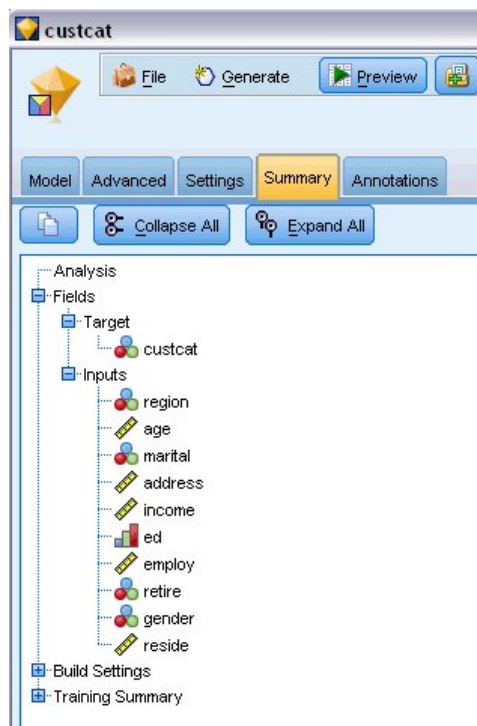 custcat
File Generate Preview
Model Advanced Settings Summary Annotations
Collapse All Expand All
Analysis
Fields
Target
custcat
Inputs
region
age
marital
address
income
ed
employ
retire
gender
reside
Build Settings
Training Summary